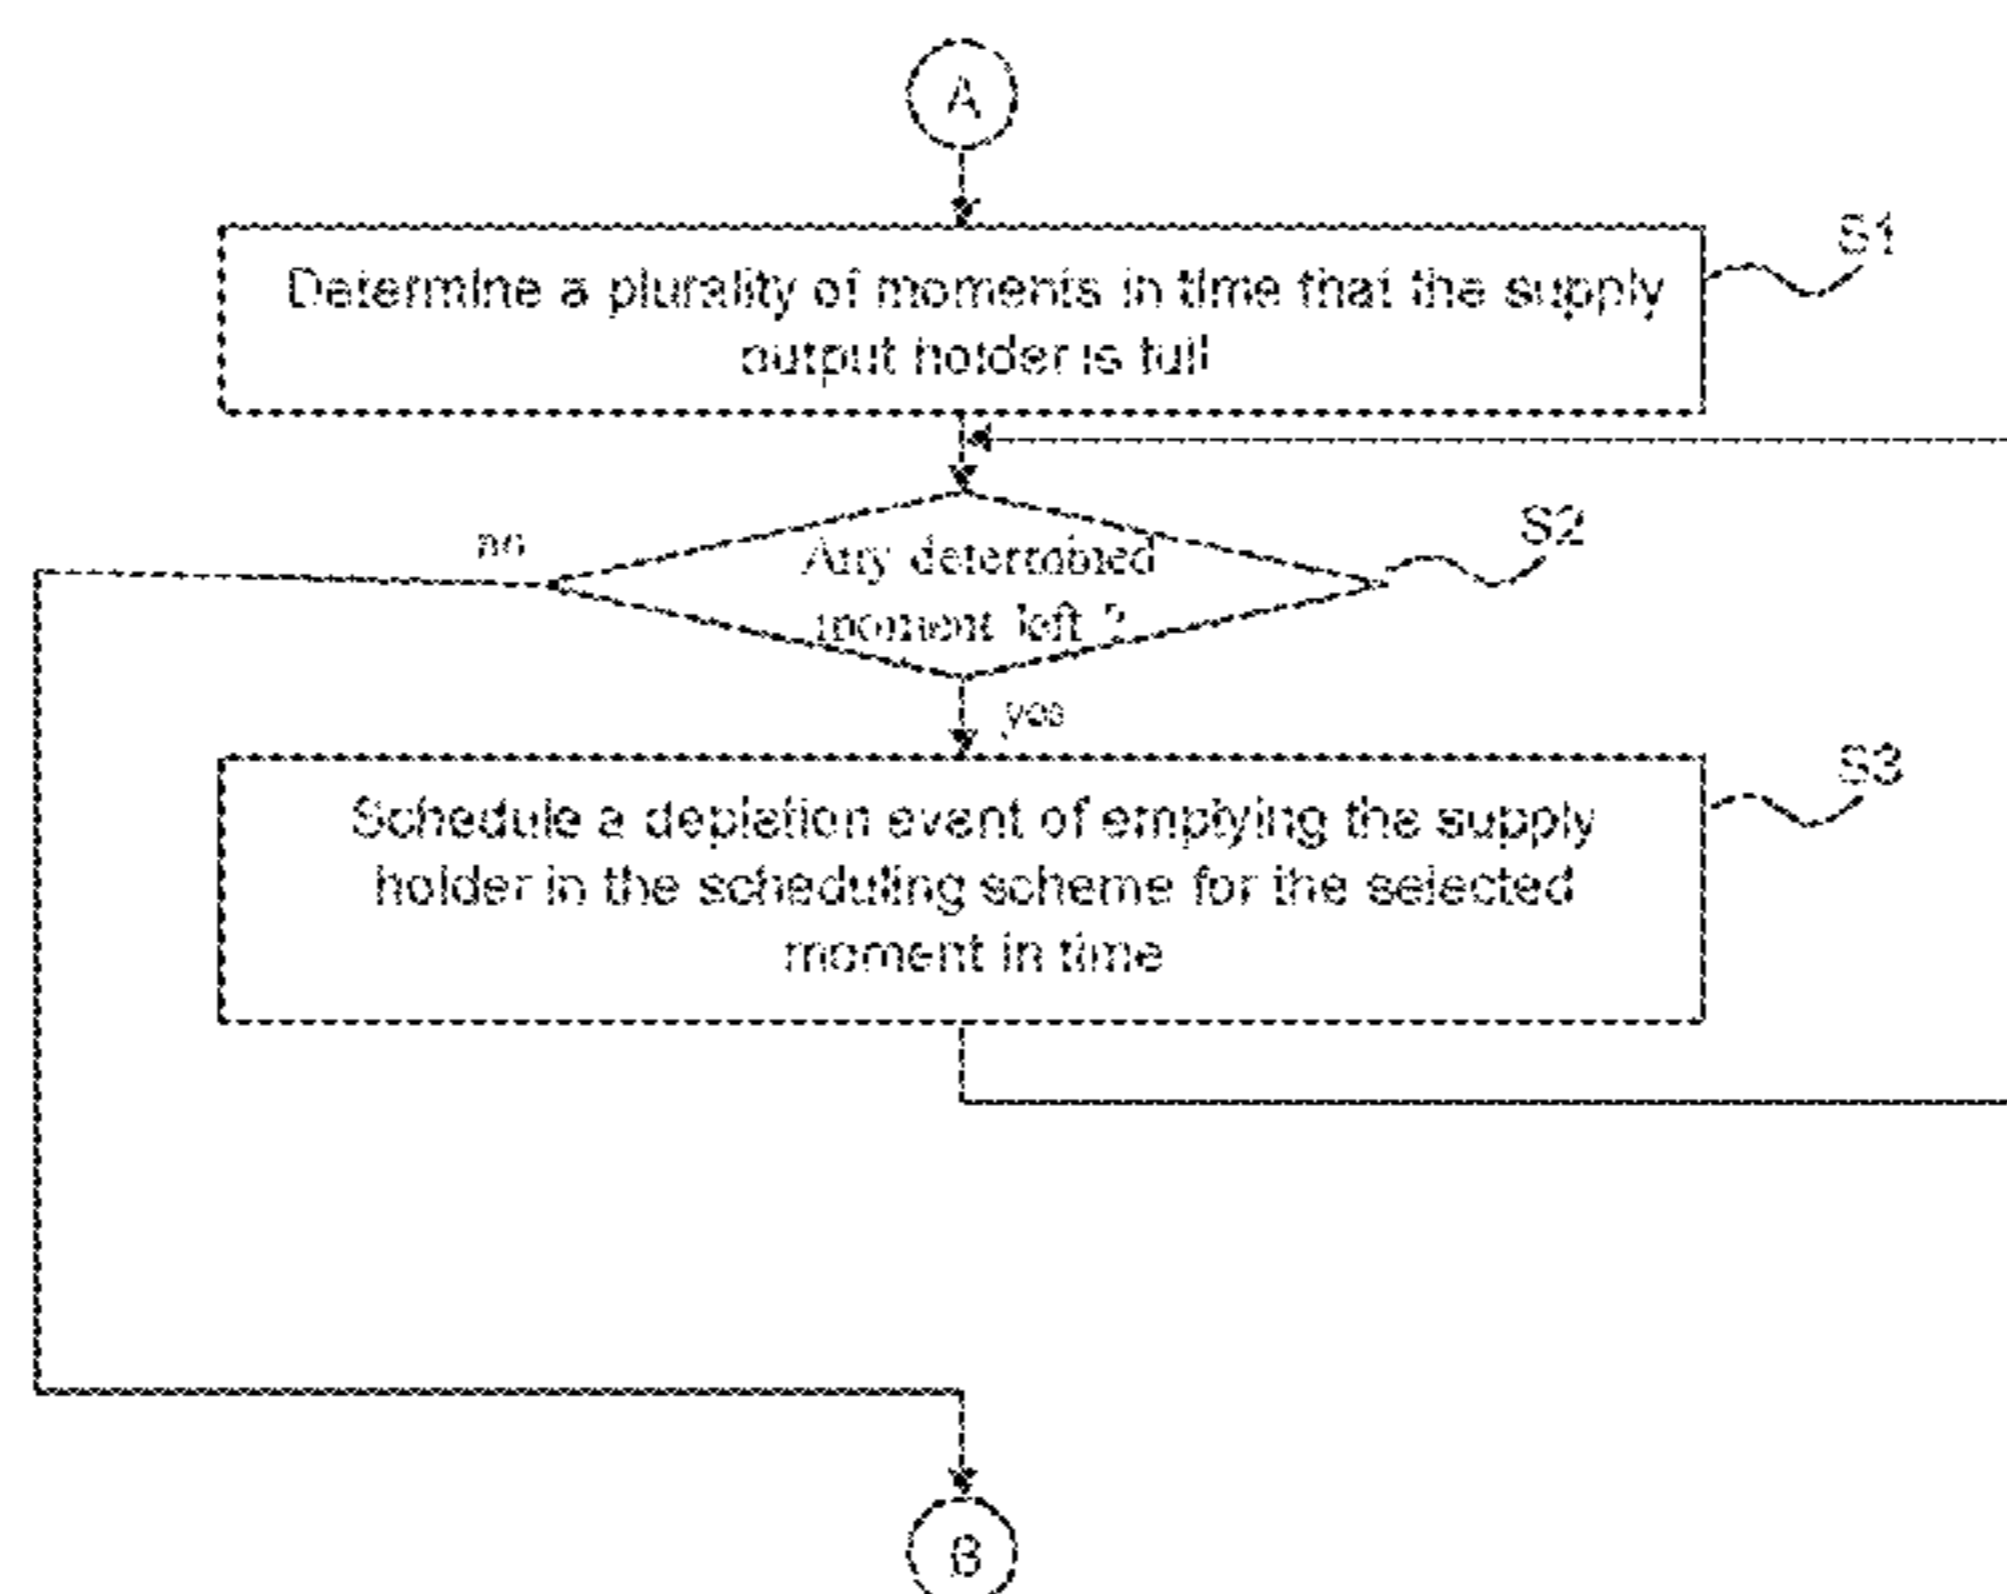 A
S1
Determine a plurality of moments in time that the supply
output holder is full
S2
no
Any determined
moment left ?
yes
S3
Schedule a depletion event of emptying the supply
holder in the scheduling scheme for the selected
moment in time
B